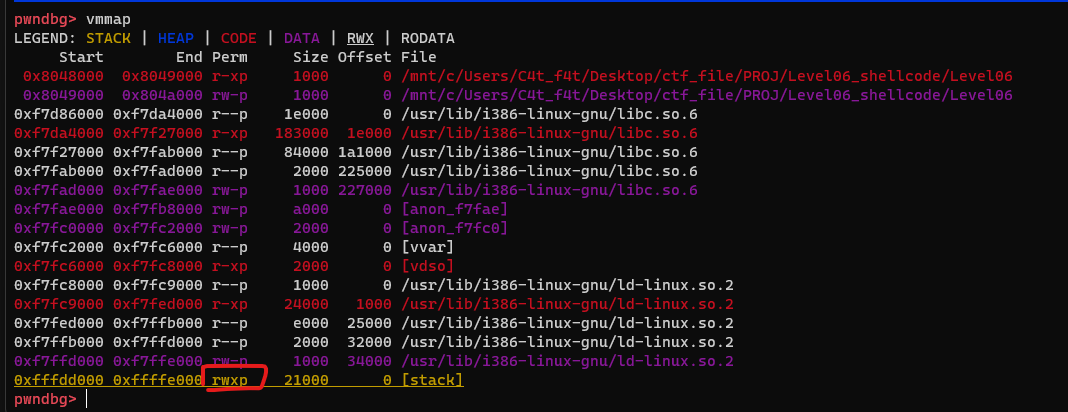 pwndbg> vmmap
LEGEND: STACK | HEAP | CODE | DATA | RWX | RODATA
Start End Perm Size Offset File
0x8048000 0x8049000 r-xp 1000 0 /mnt/c/Users/C4t_f4t/Desktop/ctf_file/PROJ/Level06_shellcode/Level06
0x8049000 0x804a000 rw-p 1000 0 /mnt/c/Users/C4t_f4t/Desktop/ctf_file/PROJ/Level06_shellcode/Level06
0xf7d86000 0xf7da4000 r--p 1e000 0 /usr/lib/i386-linux-gnu/libc.so.6
0xf7da4000 0xf7f27000 r-xp 183000 1e000 /usr/lib/i386-linux-gnu/libc.so.6
0xf7f27000 0xf7fab000 r--p 84000 1a1000 /usr/lib/i386-linux-gnu/libc.so.6
0xf7fab000 0xf7fad000 r--p 2000 225000 /usr/lib/i386-linux-gnu/libc.so.6
0xf7fad000 0xf7fae000 rw-p 1000 227000 /usr/lib/i386-linux-gnu/libc.so.6
0xf7fae000 0xf7fb8000 rw-p a000 0 [anon_f7fae]
0xf7fc0000 0xf7fc2000 rw-p 2000 0 [anon_f7fc0]
0xf7fc2000 0xf7fc6000 r--p 4000 0 [vvar]
0xf7fc6000 0xf7fc8000 r-xp 2000 0 [vdso]
0xf7fc8000 0xf7fc9000 r--p 1000 0 /usr/lib/i386-linux-gnu/ld-linux.so.2
0xf7fc9000 0xf7fed000 r-xp 24000 1000 /usr/lib/i386-linux-gnu/ld-linux.so.2
0xf7fed000 0xf7ffb000 r--p e000 25000 /usr/lib/i386-linux-gnu/ld-linux.so.2
0xf7ffb000 0xf7ffd000 r--p 2000 32000 /usr/lib/i386-linux-gnu/ld-linux.so.2
0xf7ffd000 0xf7ffe000 rw-p 1000 34000 /usr/lib/i386-linux-gnu/ld-linux.so.2
0xfffdd000 0xffffe000 rwxp 21000 0 [stack]
pwndbg>